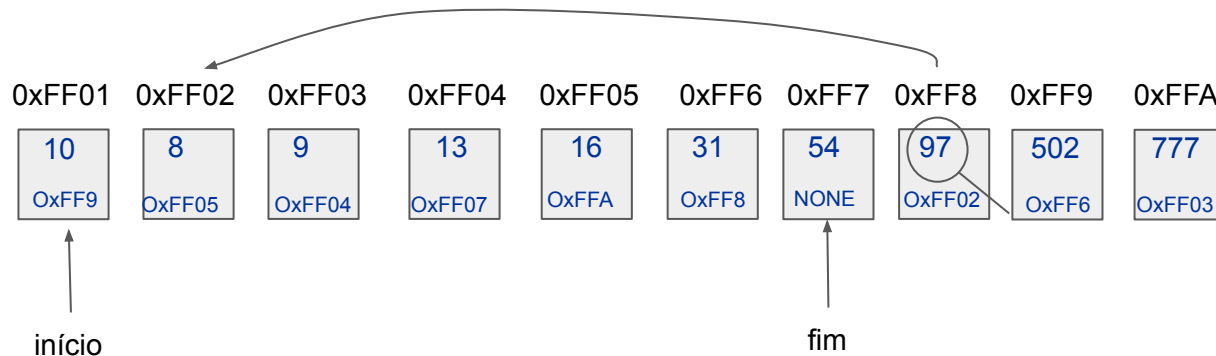 0xFF01 0xFF02 0xFF03 0xFF04 0xFF05 0xFF6 0xFF7 0xFF8 0xFF9 0xFFA
10 8 9 13 16 31 54 97 502 777
OxFF9 OxFF05 OxFF04 OxFF07 OxFFA OxFF8 NONE OxFF02 OxFF6 OxFF03
início fim